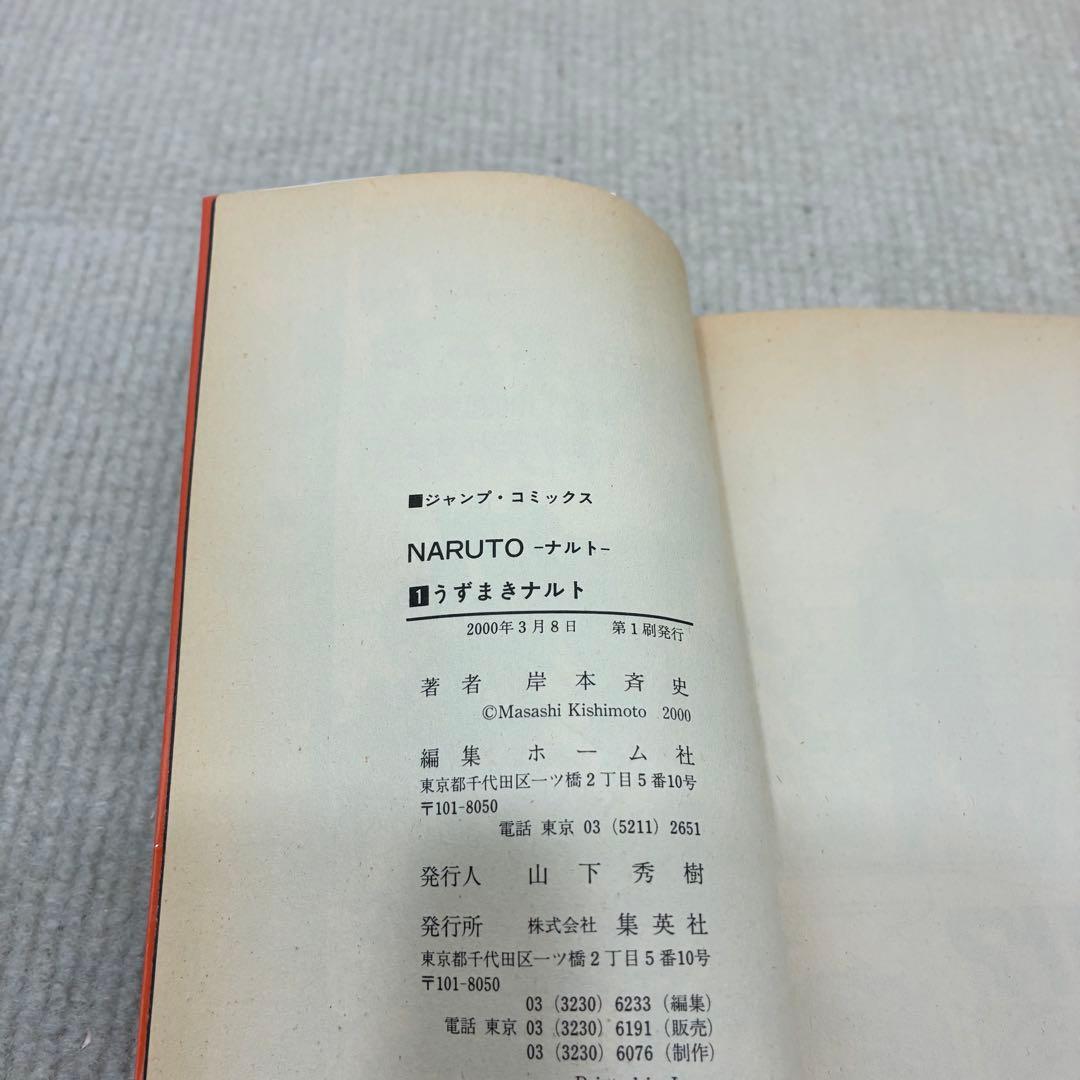 ■ジャンプ・コミックス
NARUTO -ナルト-
1 うずまきナルト
2000年3月8日 第1刷発行
著者 岸本斉史
©Masashi Kishimoto 2000
編集 ホーム社
東京都千代田区一ツ橋2丁目5番10号
〒101-8050
電話 東京 03 (5211) 2651
発行人 山下秀樹
発行所 株式会社 集英社
東京都千代田区一ツ橋2丁目5番10号
〒101-8050
03 (3230) 6233 (編集)
電話 東京 03 (3230) 6191 (販売)
03 (3230) 6076 (制作)